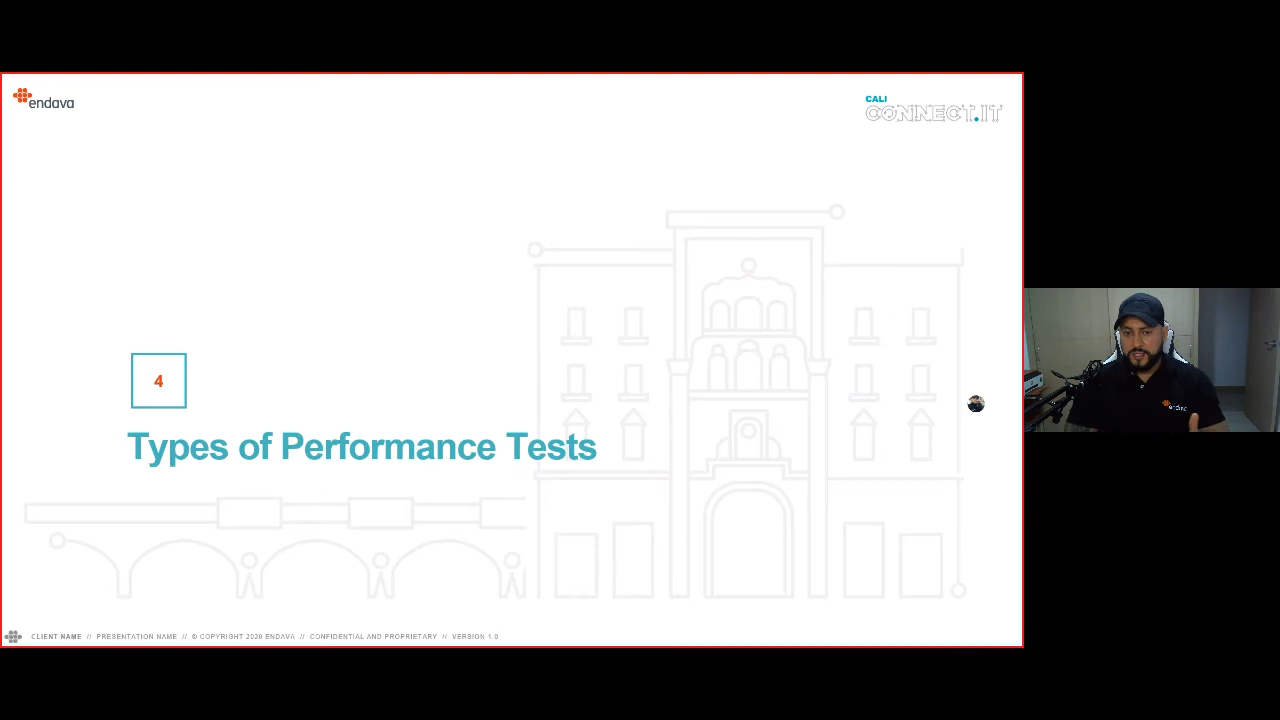 endava
CALI
CONNECT.IT
4
Types of Performance Tests
CLIENT NAME // PRESENTATION NAME // © COPYRIGHT 2020 ENDAVA // CONFIDENTIAL AND PROPRIETARY // VERSION 1.0
endava